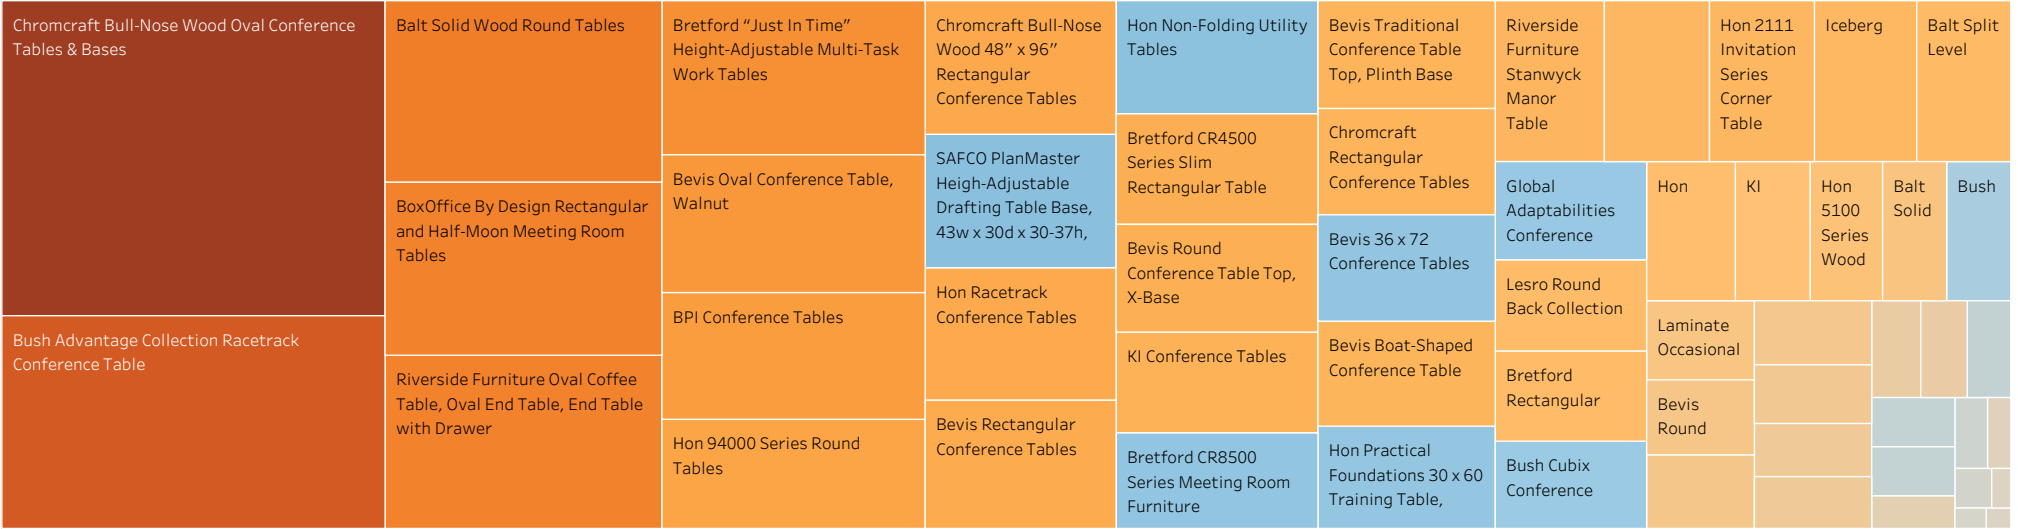 Chromcraft Bull-Nose Wood Oval Conference
Tables & Bases
Bush Advantage Collection Racetrack
Conference Table
Balt Solid Wood Round Tables
BoxOffice By Design Rectangular
and Half-Moon Meeting Room
Tables
Riverside Furniture Oval Coffee
Table, Oval End Table, End Table
with Drawer
Bretford “Just In Time”
Height-Adjustable Multi-Task
Work Tables
Bevis Oval Conference Table,
Walnut
BPI Conference Tables
Hon 94000 Series Round
Tables
Chromcraft Bull-Nose
Wood 48” x 96”
Rectangular
Conference Tables
SAFCO PlanMaster
Heigh-Adjustable
Drafting Table Base,
43w x 30d x 30-37h,
Hon Racetrack
Conference Tables
Bevis Rectangular
Conference Tables
Hon Non-Folding Utility
Tables
Bretford CR4500
Series Slim
Rectangular Table
Bevis Round
Conference Table Top,
X-Base
KI Conference Tables
Bretford CR8500
Series Meeting Room
Furniture
Bevis Traditional
Conference Table
Top, Plinth Base
Chromcraft
Rectangular
Conference Tables
Bevis 36 x 72
Conference Tables
Bevis Boat-Shaped
Conference Table
Hon Practical
Foundations 30 x 60
Training Table,
Riverside
Furniture
Stanwyck
Manor
Table
Hon 2111
Invitation
Series
Corner
Table
Iceberg
Balt Split
Level
Global
Adaptabilities
Conference
Lesro Round
Back Collection
Bretford
Rectangular
Bush Cubix
Conference
Hon
KI
Hon
5100
Series
Wood
Balt
Solid
Bush
Laminate
Occasional
Bevis
Round